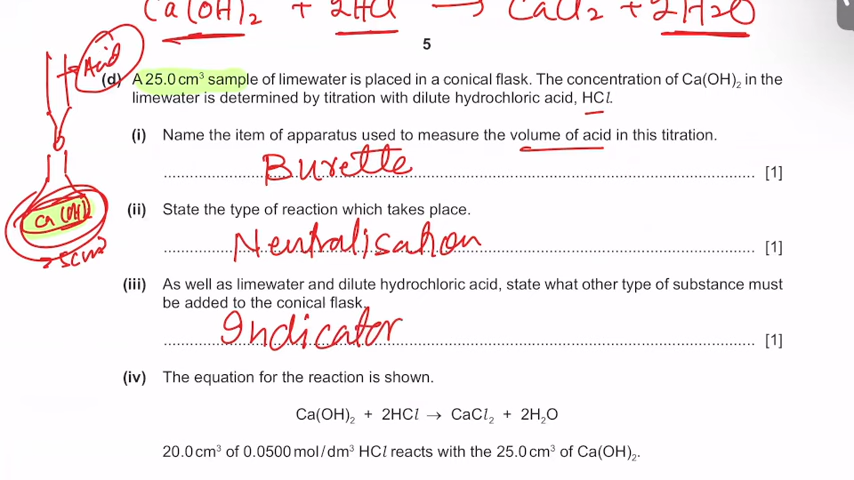 Ca(OH)₂ + 2HCl → CaCl₂ + 2H₂O
5
Acid
(d) A 25.0 cm³ sample of limewater is placed in a conical flask. The concentration of Ca(OH)₂ in the
limewater is determined by titration with dilute hydrochloric acid, HCl.
(i) Name the item of apparatus used to measure the volume of acid in this titration.
Burette
[1]
(ii) State the type of reaction which takes place.
Ca(OH)₂
25cm³
Neutralisation
[1]
(iii) As well as limewater and dilute hydrochloric acid, state what other type of substance must
be added to the conical flask.
Indicator
[1]
(iv) The equation for the reaction is shown.
Ca(OH)₂ + 2HCl → CaCl₂ + 2H₂O
20.0 cm³ of 0.0500 mol/dm³ HCl reacts with the 25.0 cm³ of Ca(OH)₂.